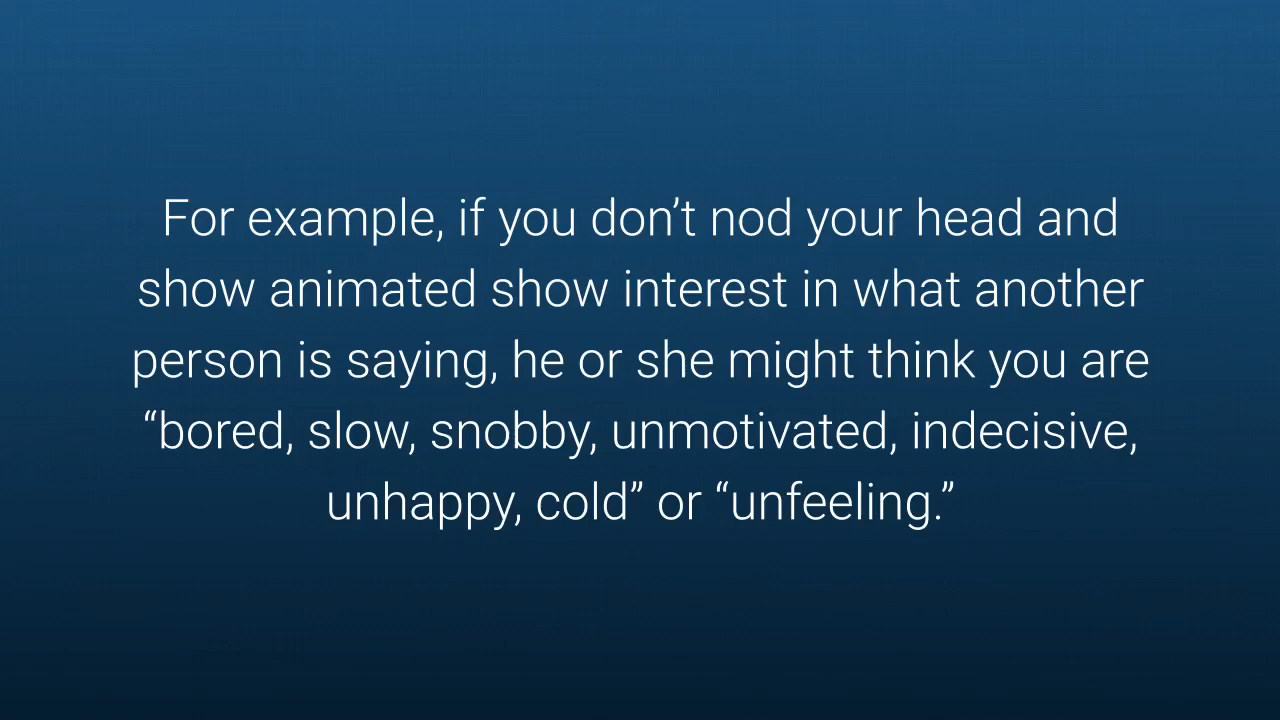 For example, if you don’t nod your head and
show animated show interest in what another
person is saying, he or she might think you are
“bored, slow, snobby, unmotivated, indecisive,
unhappy, cold” or “unfeeling.”